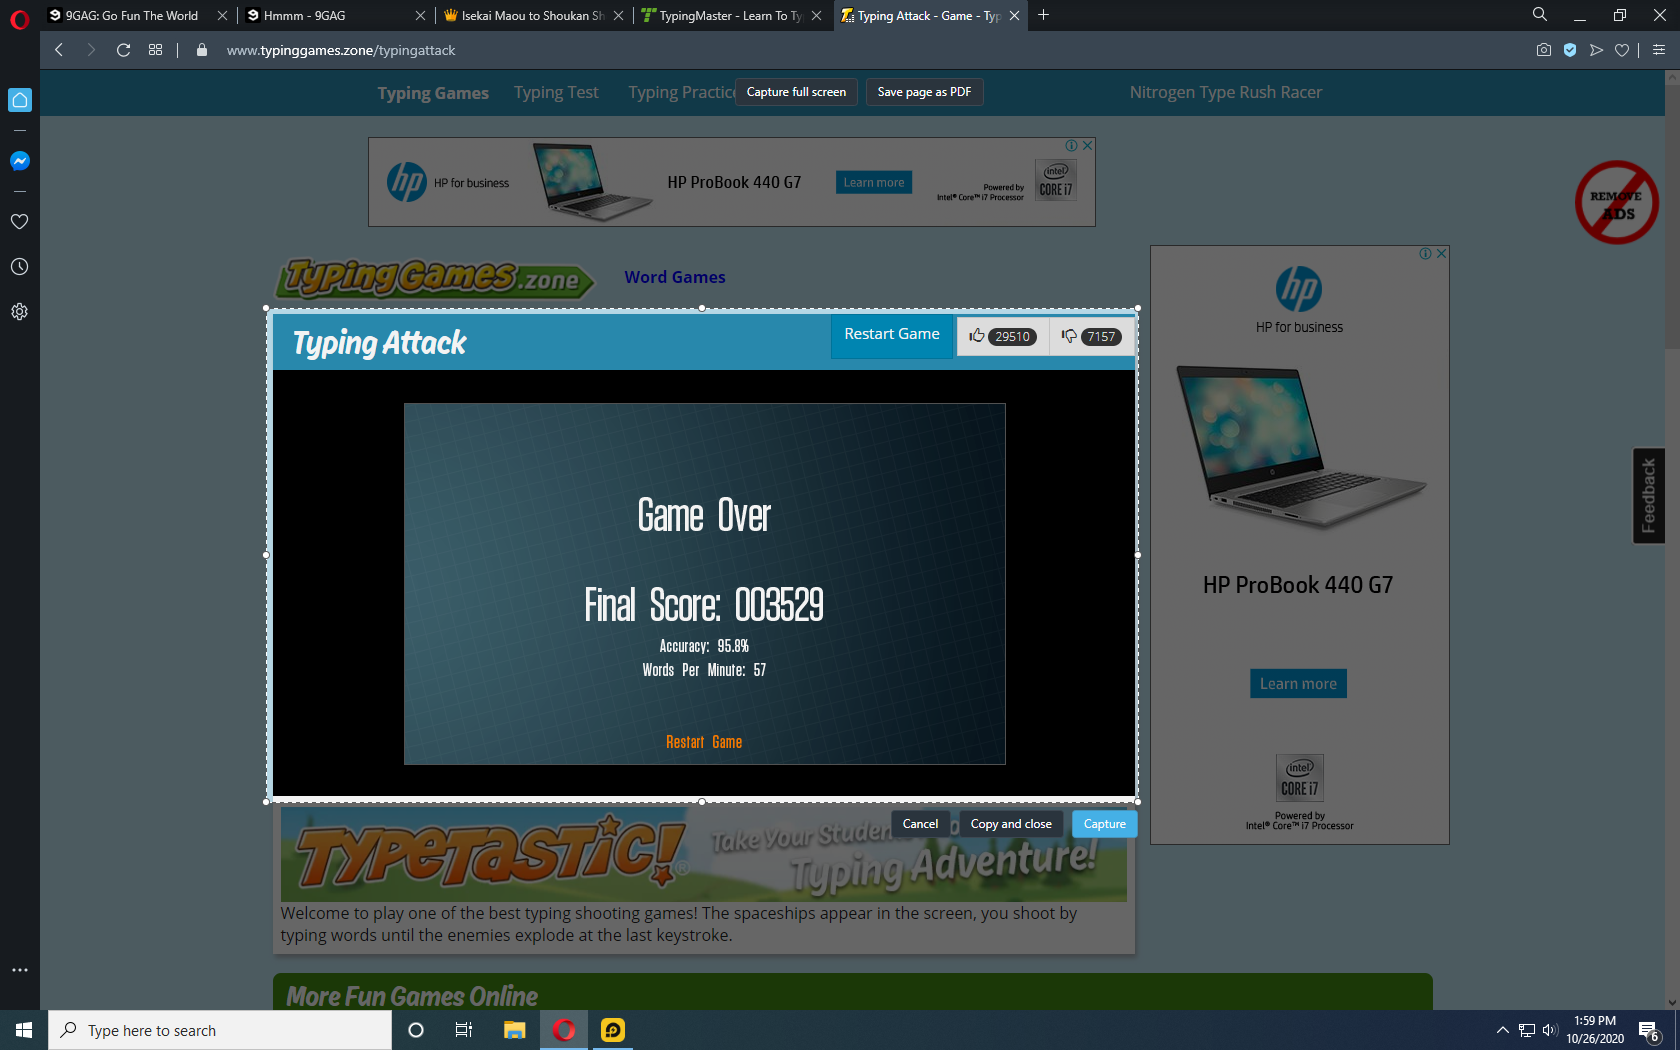 9GAG: Go Fun The World
Hmmm - 9GAG
Isekai Maou to Shoukan Sh
TypingMaster - Learn To Ty
Typing Attack - Game - Typ
www.typinggames.zone/typingattack
Typing Games
Typing Test
Typing Practice
Capture full screen
Save page as PDF
Nitrogen Type Rush Racer
hp
HP for business
HP ProBook 440 G7
Learn more
Powered by
Intel® Core™ i7 Processor
intel
CORE i7
REMOVE
ADS
TypingGames.zone
Word Games
hp
HP for business
HP ProBook 440 G7
Learn more
intel
CORE i7
Powered by
Intel® Core™ i7 Processor
Feedback
Typing Attack
Restart Game
29510
7157
Game Over
Final Score: 003529
Accuracy: 95.8%
Words Per Minute: 57
Restart Game
Cancel
Copy and close
Capture
TYPETASTIC!®
Take Your Studen
Typing Adventure!
Welcome to play one of the best typing shooting games! The spaceships appear in the screen, you shoot by
typing words until the enemies explode at the last keystroke.
More Fun Games Online
Type here to search
1:59 PM
10/26/2020
6